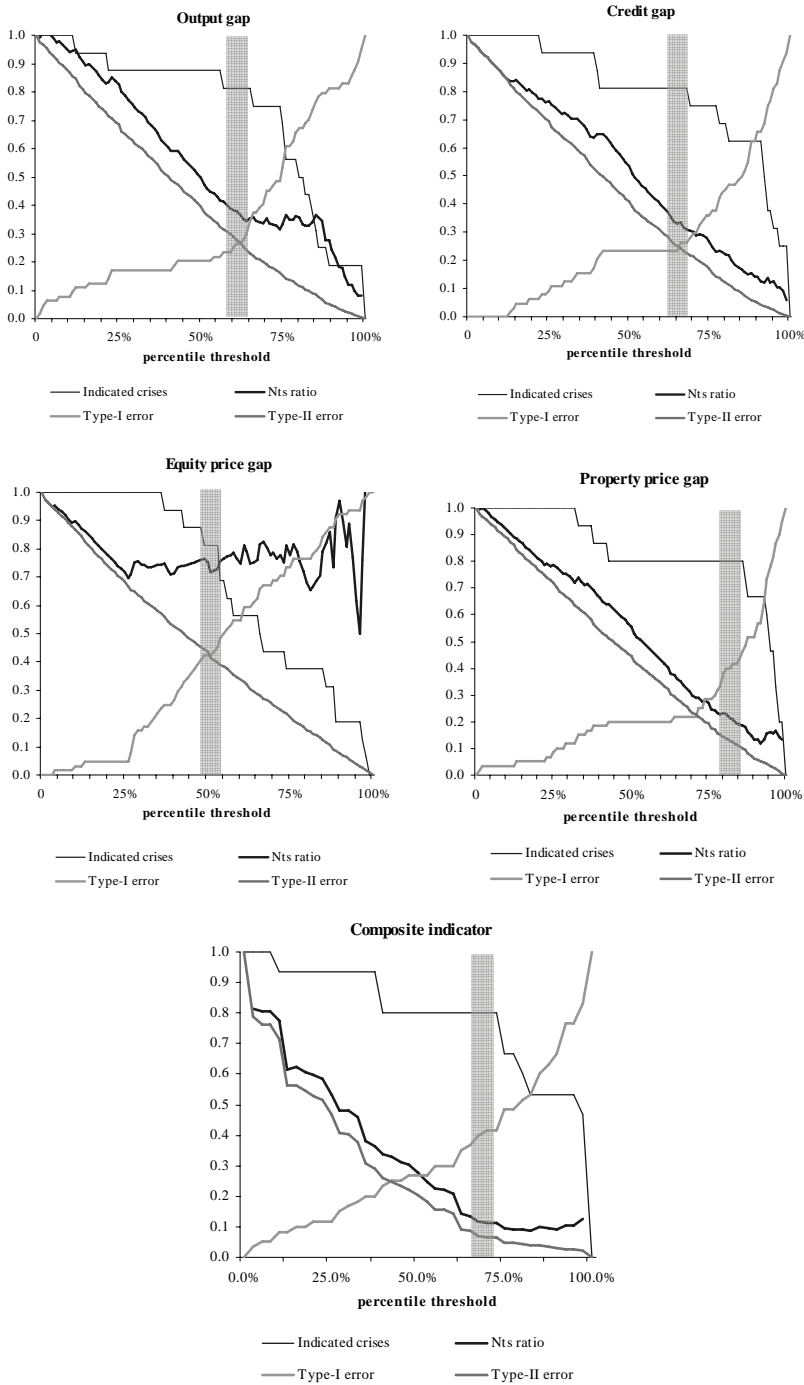 Output gap
1.0
0.9
0.8
0.7
0.6
0.5
0.4
0.3
0.2
0.1
0.0
0 25% 50% 75% 100%
percentile threshold
Indicated crises Nts ratio
Type-I error Type-II error
Credit gap
1.0
0.9
0.8
0.7
0.6
0.5
0.4
0.3
0.2
0.1
0.0
0 25% 50% 75% 100%
percentile threshold
Indicated crises Nts ratio
Type-I error Type-II error
Equity price gap
1.0
0.9
0.8
0.7
0.6
0.5
0.4
0.3
0.2
0.1
0.0
0 25% 50% 75% 100%
percentile threshold
Indicated crises Nts ratio
Type-I error Type-II error
Property price gap
1.0
0.9
0.8
0.7
0.6
0.5
0.4
0.3
0.2
0.1
0.0
0 25% 50% 75% 100%
percentile threshold
Indicated crises Nts ratio
Type-I error Type-II error
Composite indicator
1.0
0.9
0.8
0.7
0.6
0.5
0.4
0.3
0.2
0.1
0.0
0.0% 25.0% 50.0% 75.0% 100.0%
percentile threshold
Indicated crises Nts ratio
Type-I error Type-II error